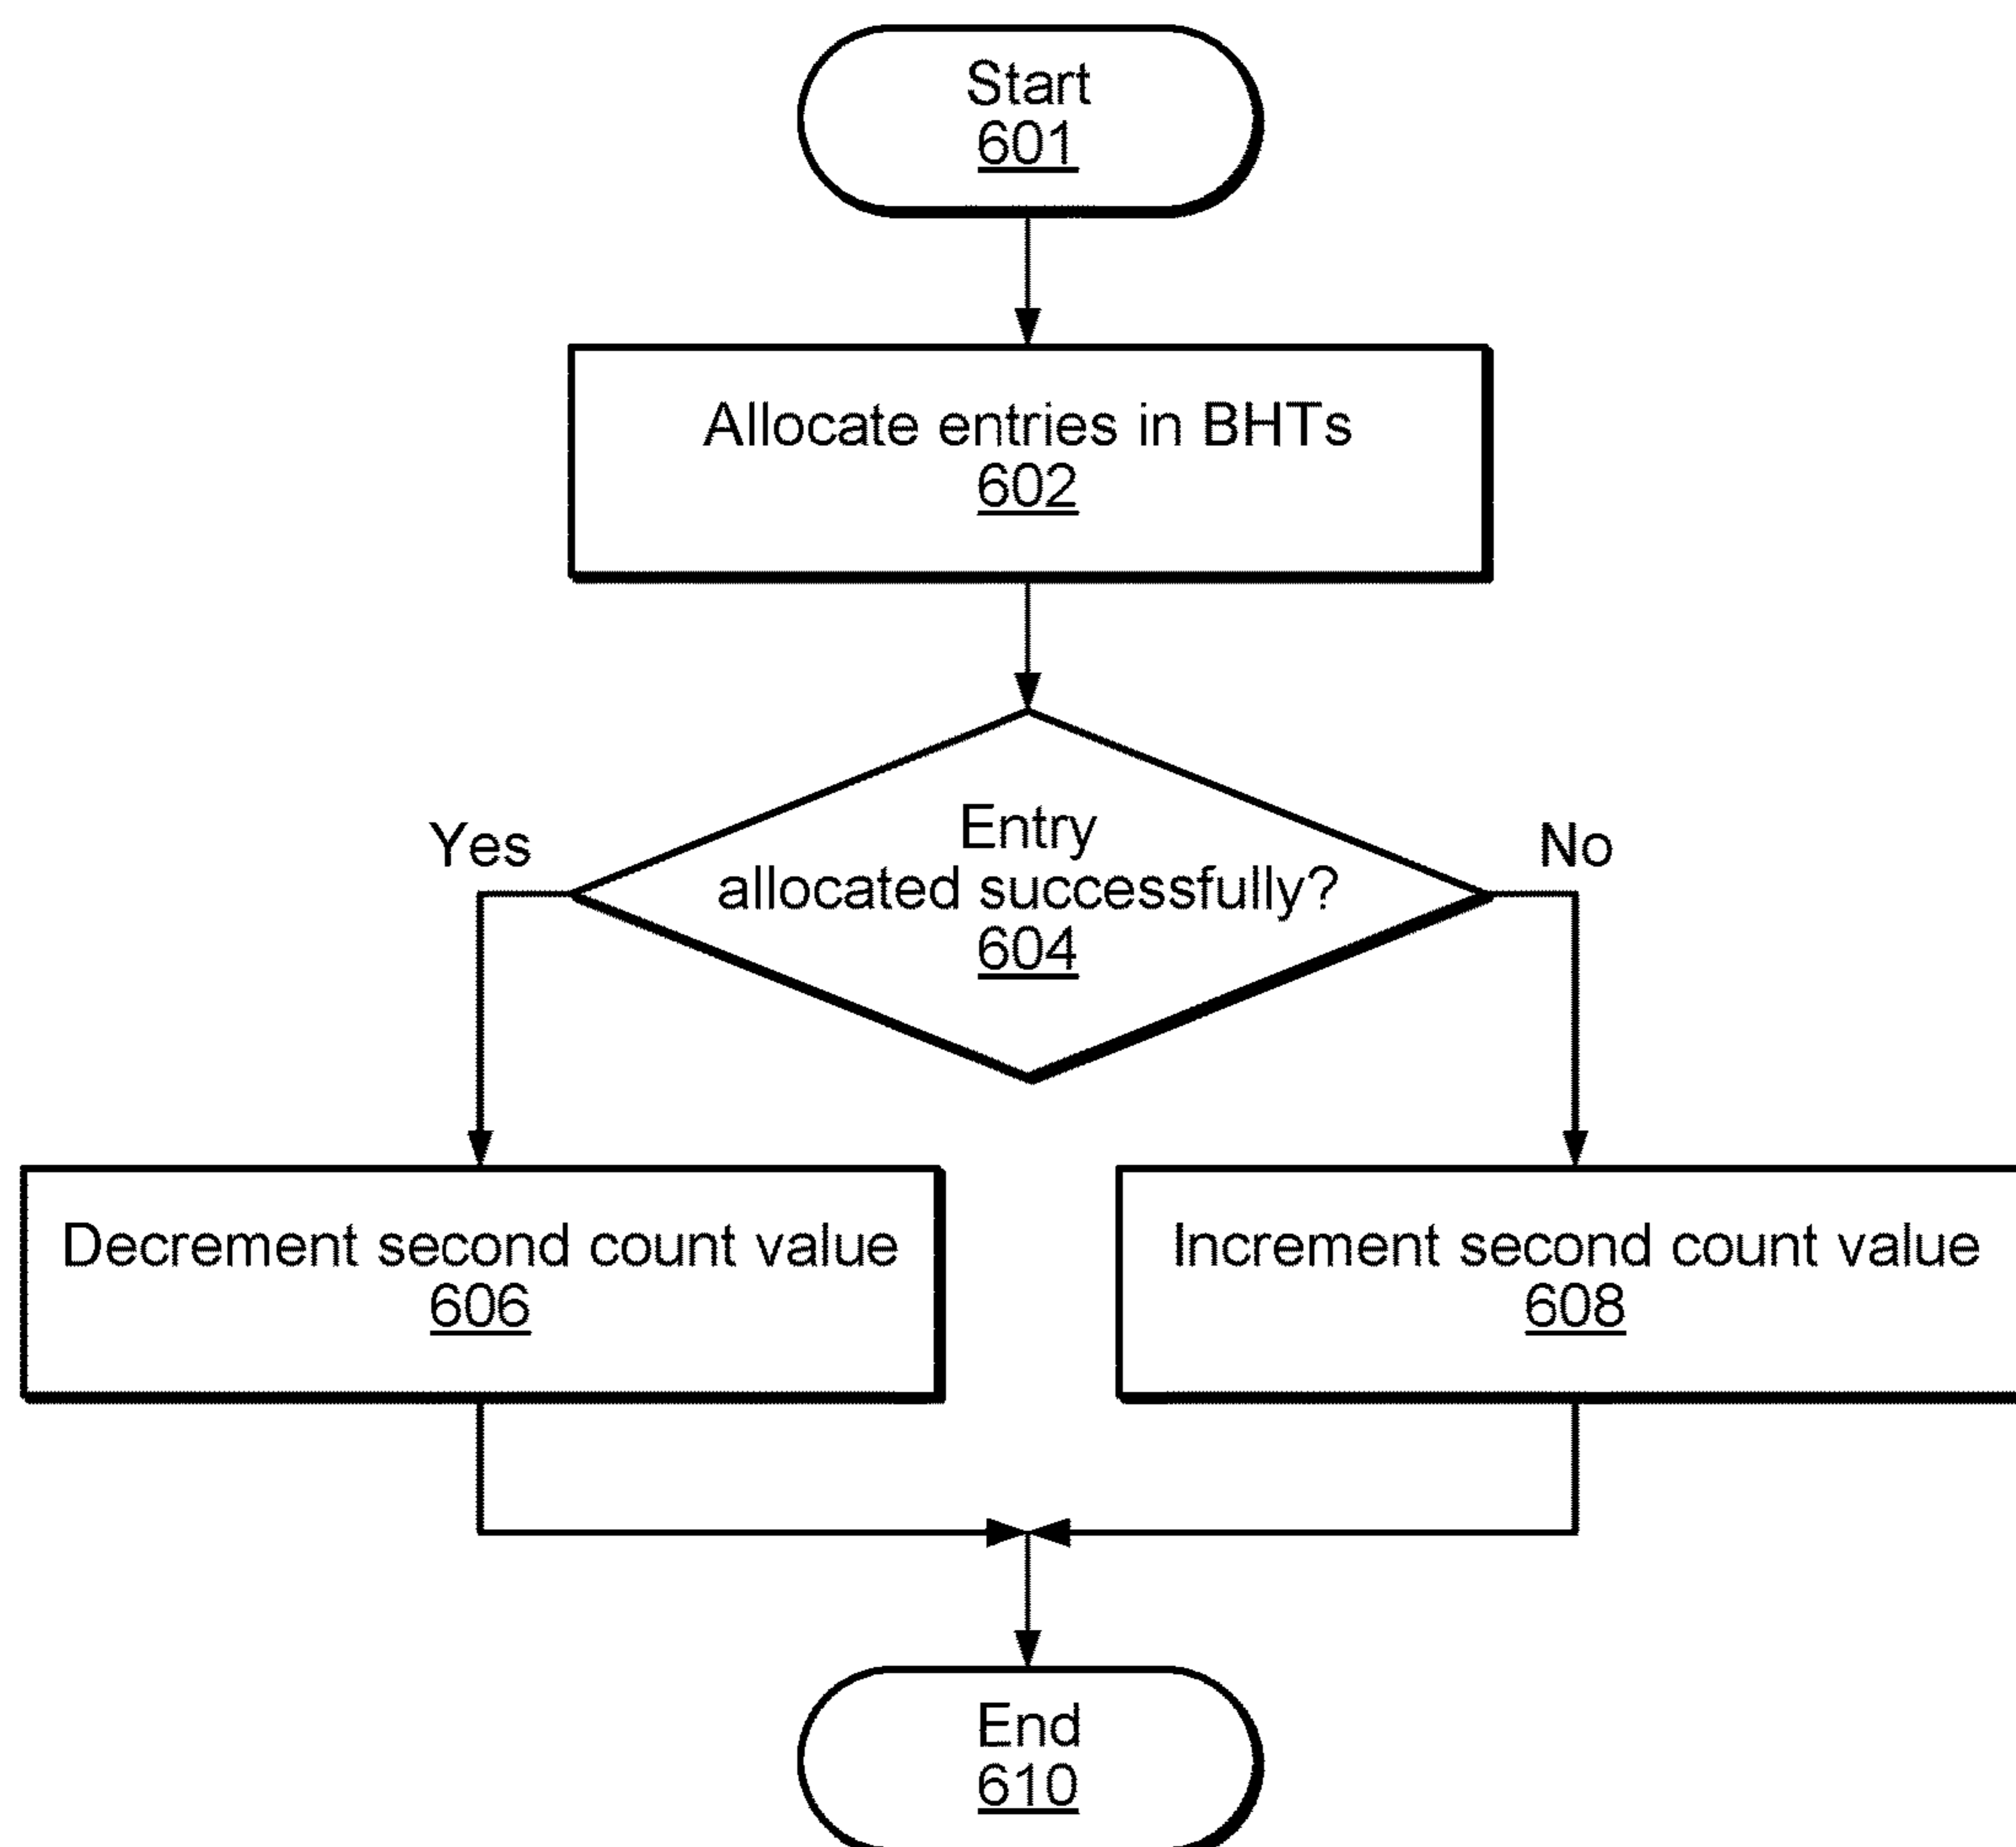 Start
601
Allocate entries in BHTs
602
Entry
allocated successfully?
604
Yes
No
Decrement second count value
606
Increment second count value
608
End
610